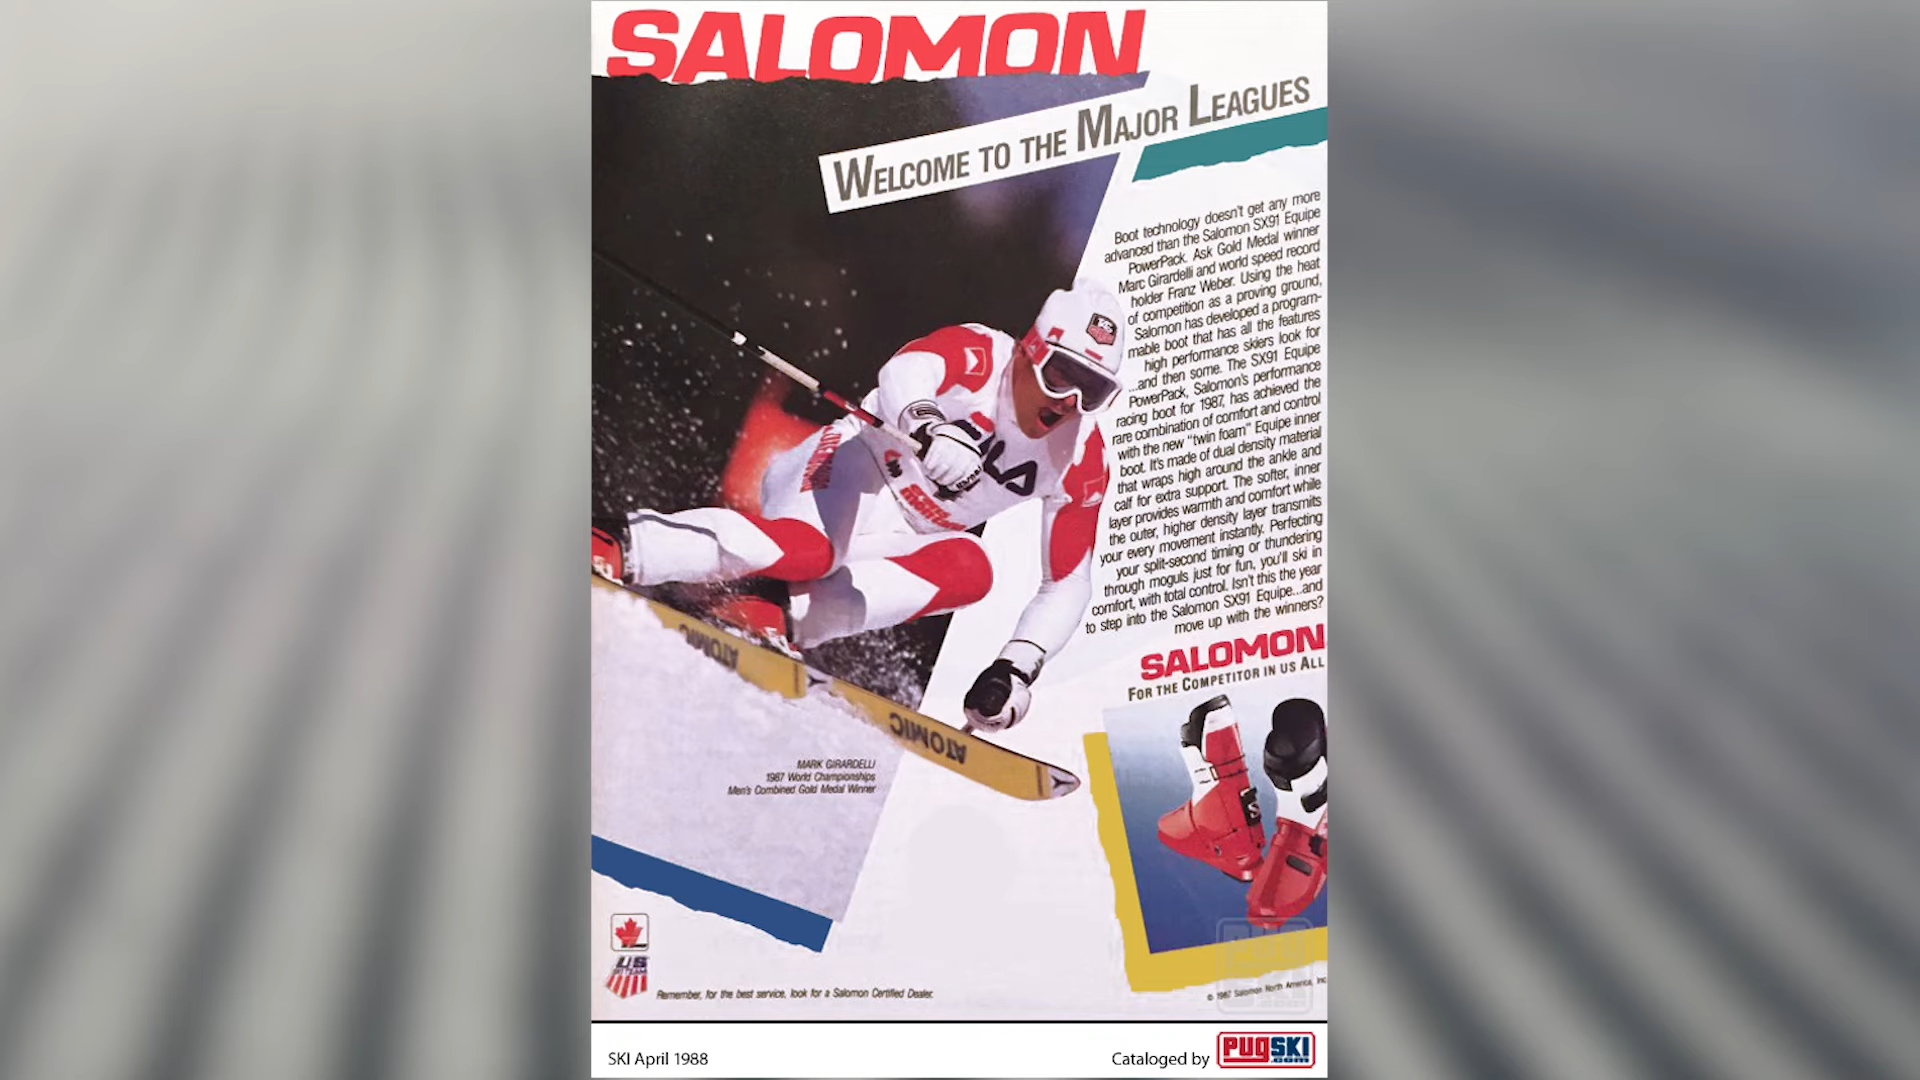 SALOMON
WELCOME TO THE MAJOR LEAGUES
Boot technology doesn't get any more
advanced than the Salomon SX91 Equipe
PowerPack. Ask Gold Medal winner
Marc Girardelli and world speed record
holder Franz Weber. Using the heat
of competition as a proving ground,
Salomon has developed a program-
mable boot that has all the features
high performance skiers look for
...and then some. The SX91 Equipe
PowerPack, Salomon's performance
racing boot for 1987, has achieved the
rare combination of comfort and control
with the new "twin foam" Equipe inner
boot. It's made of dual density material
that wraps high around the ankle and
calf for extra support. The softer, inner
layer provides warmth and comfort while
the outer, higher density layer transmits
your every movement instantly. Perfecting
your split-second timing or thundering
through moguls just for fun, you'll ski in
comfort, with total control. Isn't this the year
to step into the Salomon SX91 Equipe...and
move up with the winners?
SALOMON
FOR THE COMPETITOR IN US ALL
ATOMIC
ATOMIC
ATOMIC
MARK GIRARDELLI
1987 World Championships
Men's Combined Gold Medal Winner
US
SKI TEAM
Remember, for the best service, look for a Salomon Certified Dealer.
© 1987 Salomon North America, Inc
SKI April 1988
Cataloged by PUGSKI
.com